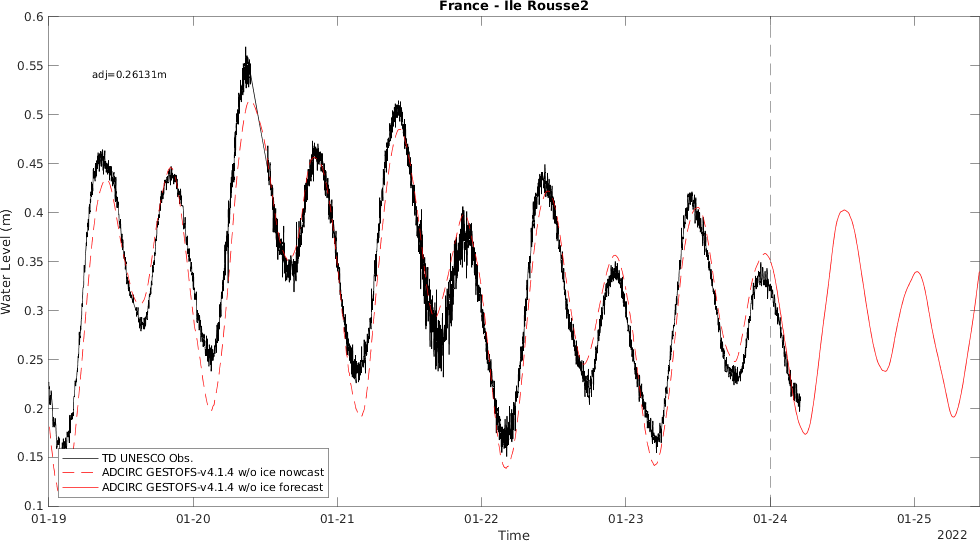 France - Ile Rousse2
adj=0.26131m
Water Level (m)
0.6
0.55
0.5
0.45
0.4
0.35
0.3
0.25
0.2
0.15
0.1
TD UNESCO Obs.
ADCIRC GESTOFS-v4.1.4 w/o ice nowcast
ADCIRC GESTOFS-v4.1.4 w/o ice forecast
01-19 01-20 01-21 01-22 01-23 01-24 01-25
Time
2022